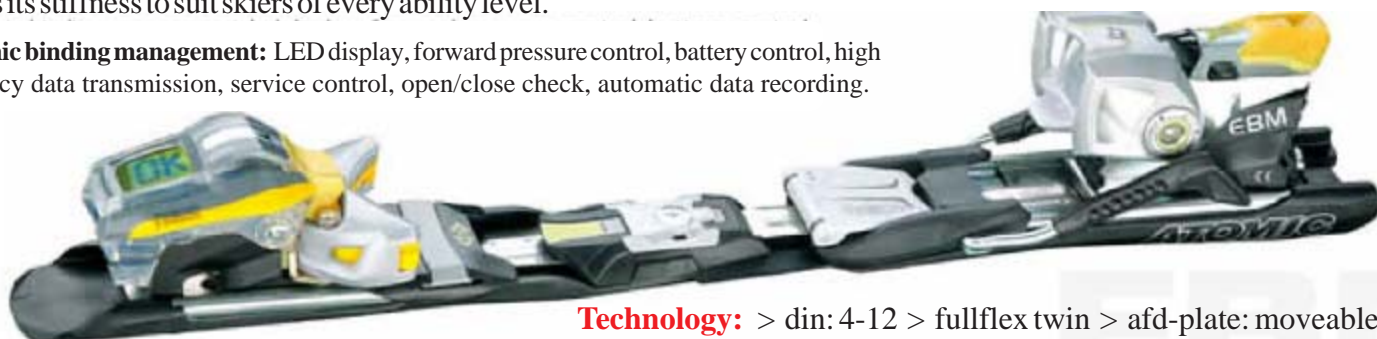 its stiffness to suit skiers of every ability level.
nic binding management: LED display, forward pressure control, battery control, high
cy data transmission, service control, open/close check, automatic data recording.
OK
EBM
CE
ATOMIC
Technology: > din: 4-12 > fullflex twin > afd-plate: moveable